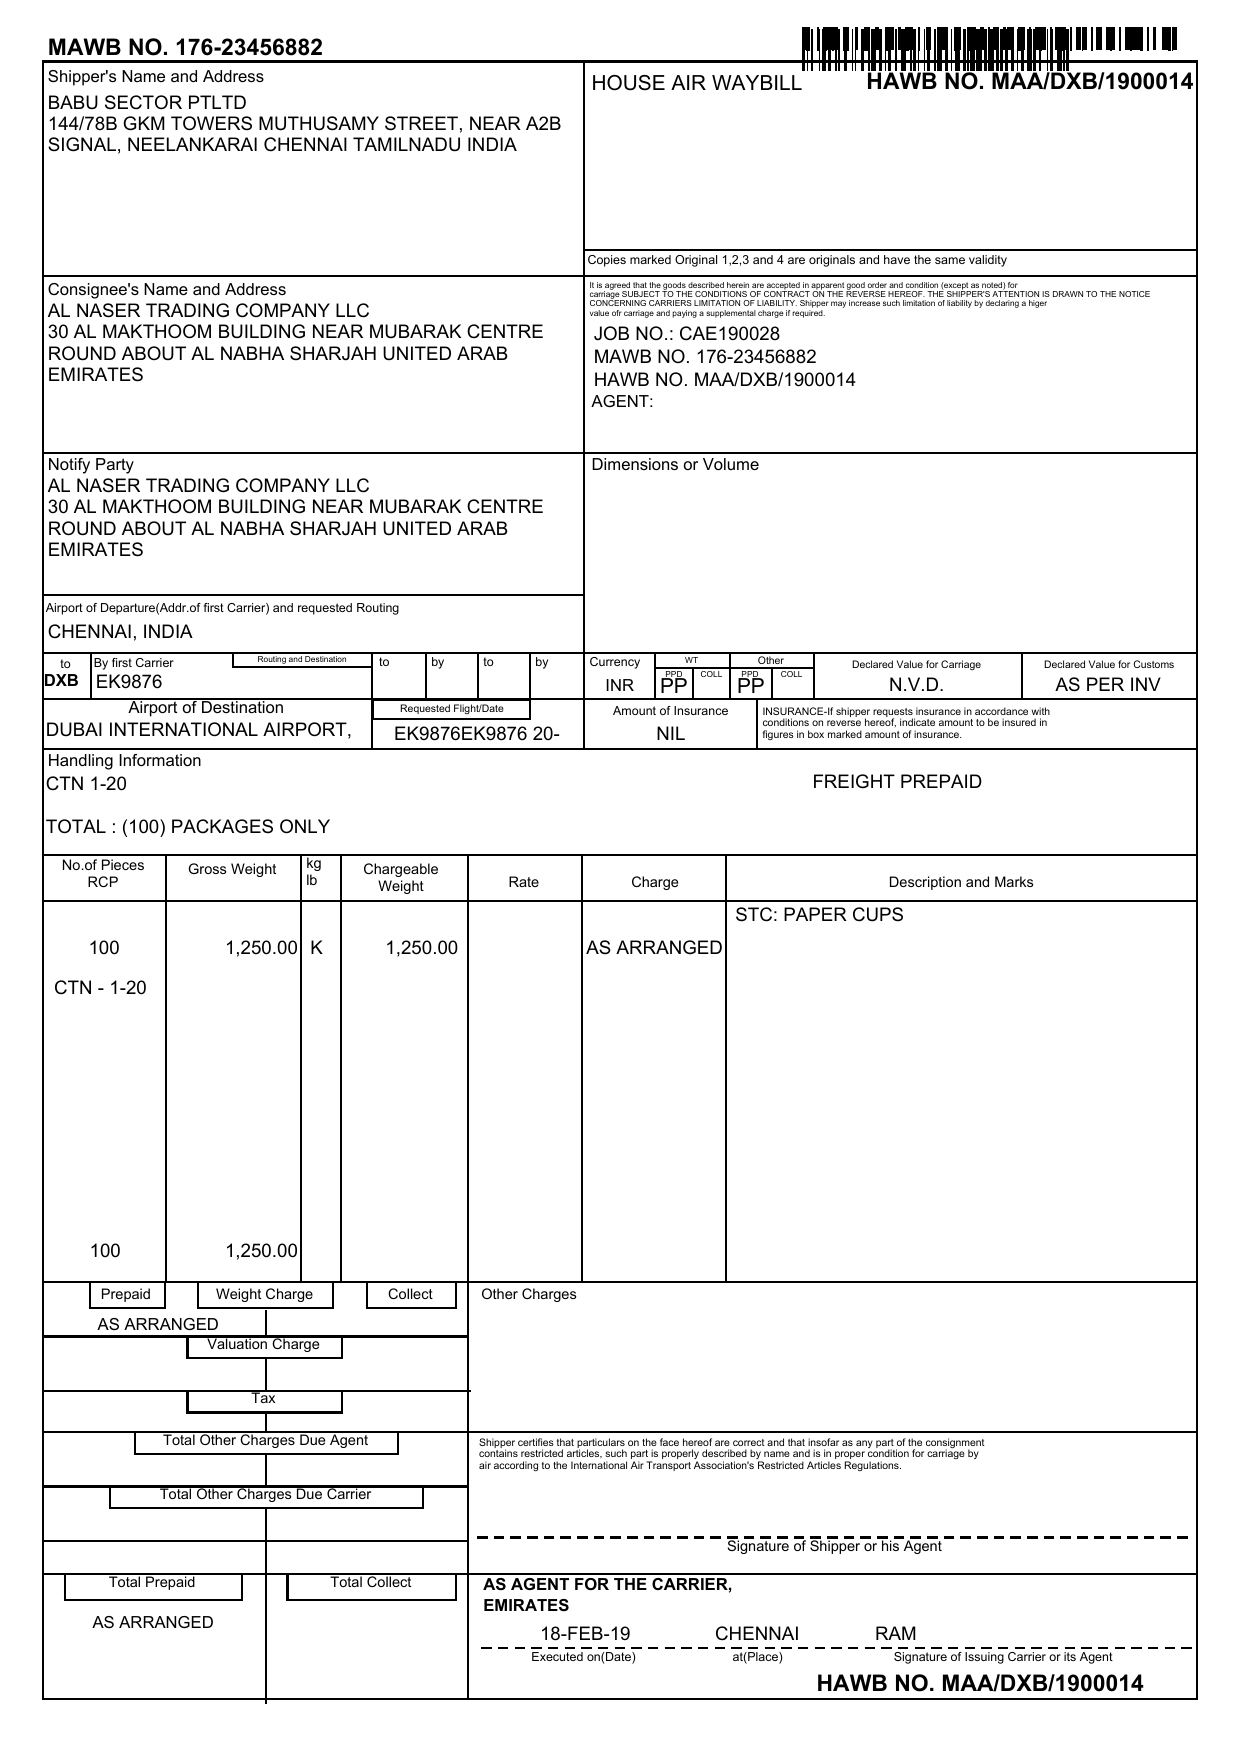 MAWB NO. 176-23456882
Shipper's Name and Address
BABU SECTOR PTLTD
144/78B GKM TOWERS MUTHUSAMY STREET, NEAR A2B
SIGNAL, NEELANKARAI CHENNAI TAMILNADU INDIA
HOUSE AIR WAYBILL
HAWB NO. MAA/DXB/1900014
Copies marked Original 1,2,3 and 4 are originals and have the same validity
Consignee's Name and Address
AL NASER TRADING COMPANY LLC
30 AL MAKTHOOM BUILDING NEAR MUBARAK CENTRE
ROUND ABOUT AL NABHA SHARJAH UNITED ARAB
EMIRATES
It is agreed that the goods described herein are accepted in apparent good order and condition (except as noted) for
carriage SUBJECT TO THE CONDITIONS OF CONTRACT ON THE REVERSE HEREOF. THE SHIPPER'S ATTENTION IS DRAWN TO THE NOTICE
CONCERNING CARRIERS LIMITATION OF LIABILITY. Shipper may increase such limitation of liability by declaring a higer
value ofr carriage and paying a supplemental charge if required.
JOB NO.: CAE190028
MAWB NO. 176-23456882
HAWB NO. MAA/DXB/1900014
AGENT:
Notify Party
AL NASER TRADING COMPANY LLC
30 AL MAKTHOOM BUILDING NEAR MUBARAK CENTRE
ROUND ABOUT AL NABHA SHARJAH UNITED ARAB
EMIRATES
Dimensions or Volume
Airport of Departure(Addr.of first Carrier) and requested Routing
CHENNAI, INDIA
to
DXB
By first Carrier
EK9876
Routing and Destination
to
by
to
by
Currency
INR
WT
PPD
PP
COLL
Other
PPD
PP
COLL
Declared Value for Carriage
N.V.D.
Declared Value for Customs
AS PER INV
Airport of Destination
DUBAI INTERNATIONAL AIRPORT,
Requested Flight/Date
EK9876EK9876 20-
Amount of Insurance
NIL
INSURANCE-If shipper requests insurance in accordance with
conditions on reverse hereof, indicate amount to be insured in
figures in box marked amount of insurance.
Handling Information
CTN 1-20
FREIGHT PREPAID
TOTAL : (100) PACKAGES ONLY
No.of Pieces
RCP
Gross Weight
kg
lb
Chargeable
Weight
Rate
Charge
Description and Marks
STC: PAPER CUPS
100
1,250.00
K
1,250.00
AS ARRANGED
CTN - 1-20
100
1,250.00
Prepaid
Weight Charge
Collect
Other Charges
AS ARRANGED
Valuation Charge
Tax
Total Other Charges Due Agent
Shipper certifies that particulars on the face hereof are correct and that insofar as any part of the consignment
contains restricted articles, such part is properly described by name and is in proper condition for carriage by
air according to the International Air Transport Association's Restricted Articles Regulations.
Total Other Charges Due Carrier
Signature of Shipper or his Agent
Total Prepaid
Total Collect
AS ARRANGED
AS AGENT FOR THE CARRIER,
EMIRATES
18-FEB-19
CHENNAI
RAM
Executed on(Date)
at(Place)
Signature of Issuing Carrier or its Agent
HAWB NO. MAA/DXB/1900014